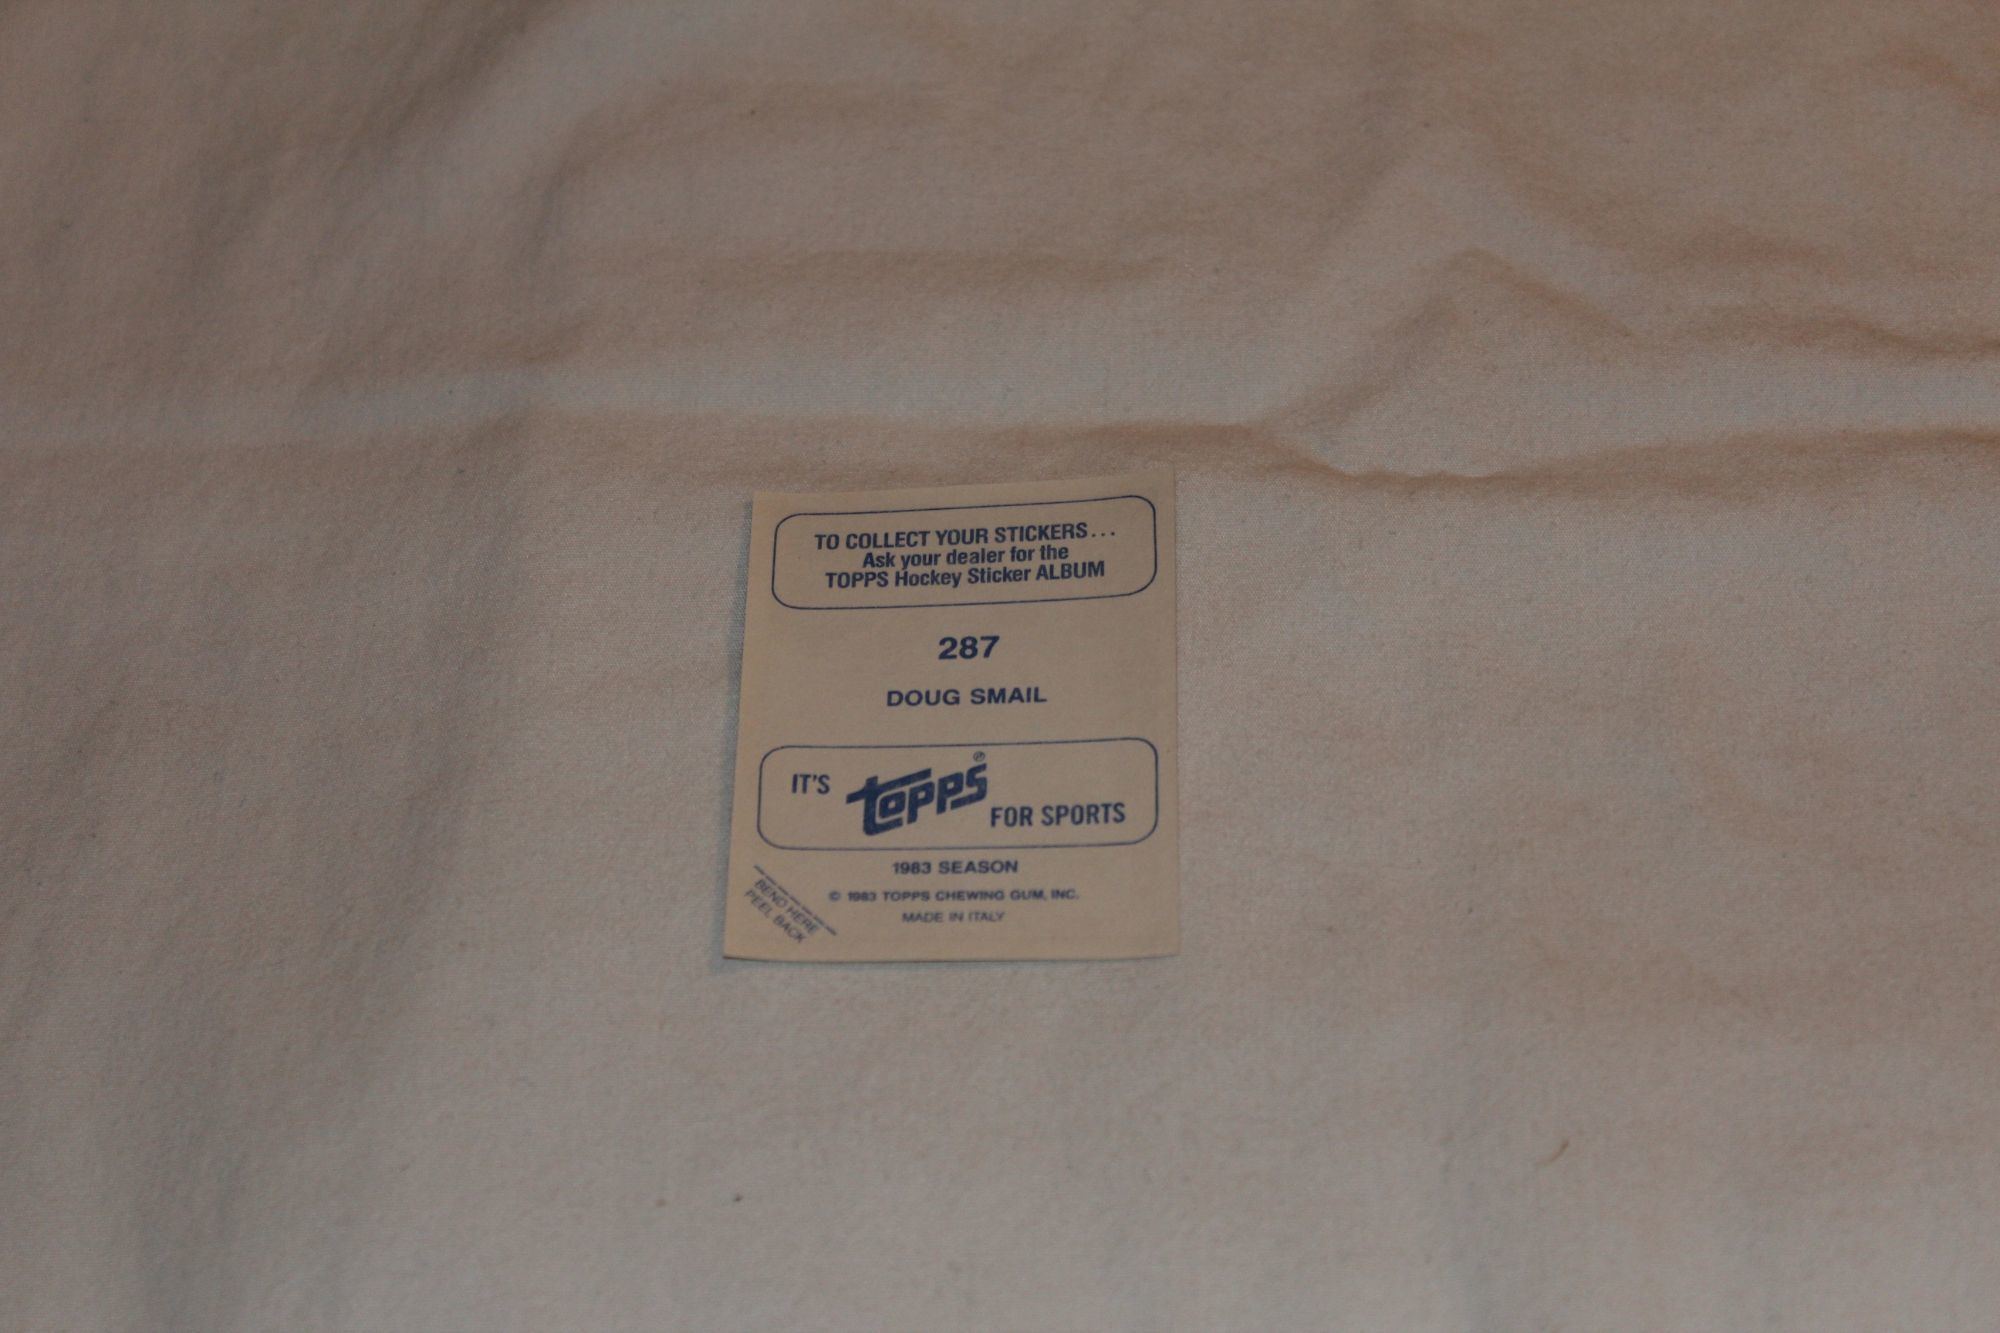 TO COLLECT YOUR STICKERS...
Ask your dealer for the
TOPPS Hockey Sticker ALBUM
287
DOUG SMAIL
IT'S topps® FOR SPORTS
1983 SEASON
© 1983 TOPPS CHEWING GUM, INC.
MADE IN ITALY
BEND HERE
PEEL BACK